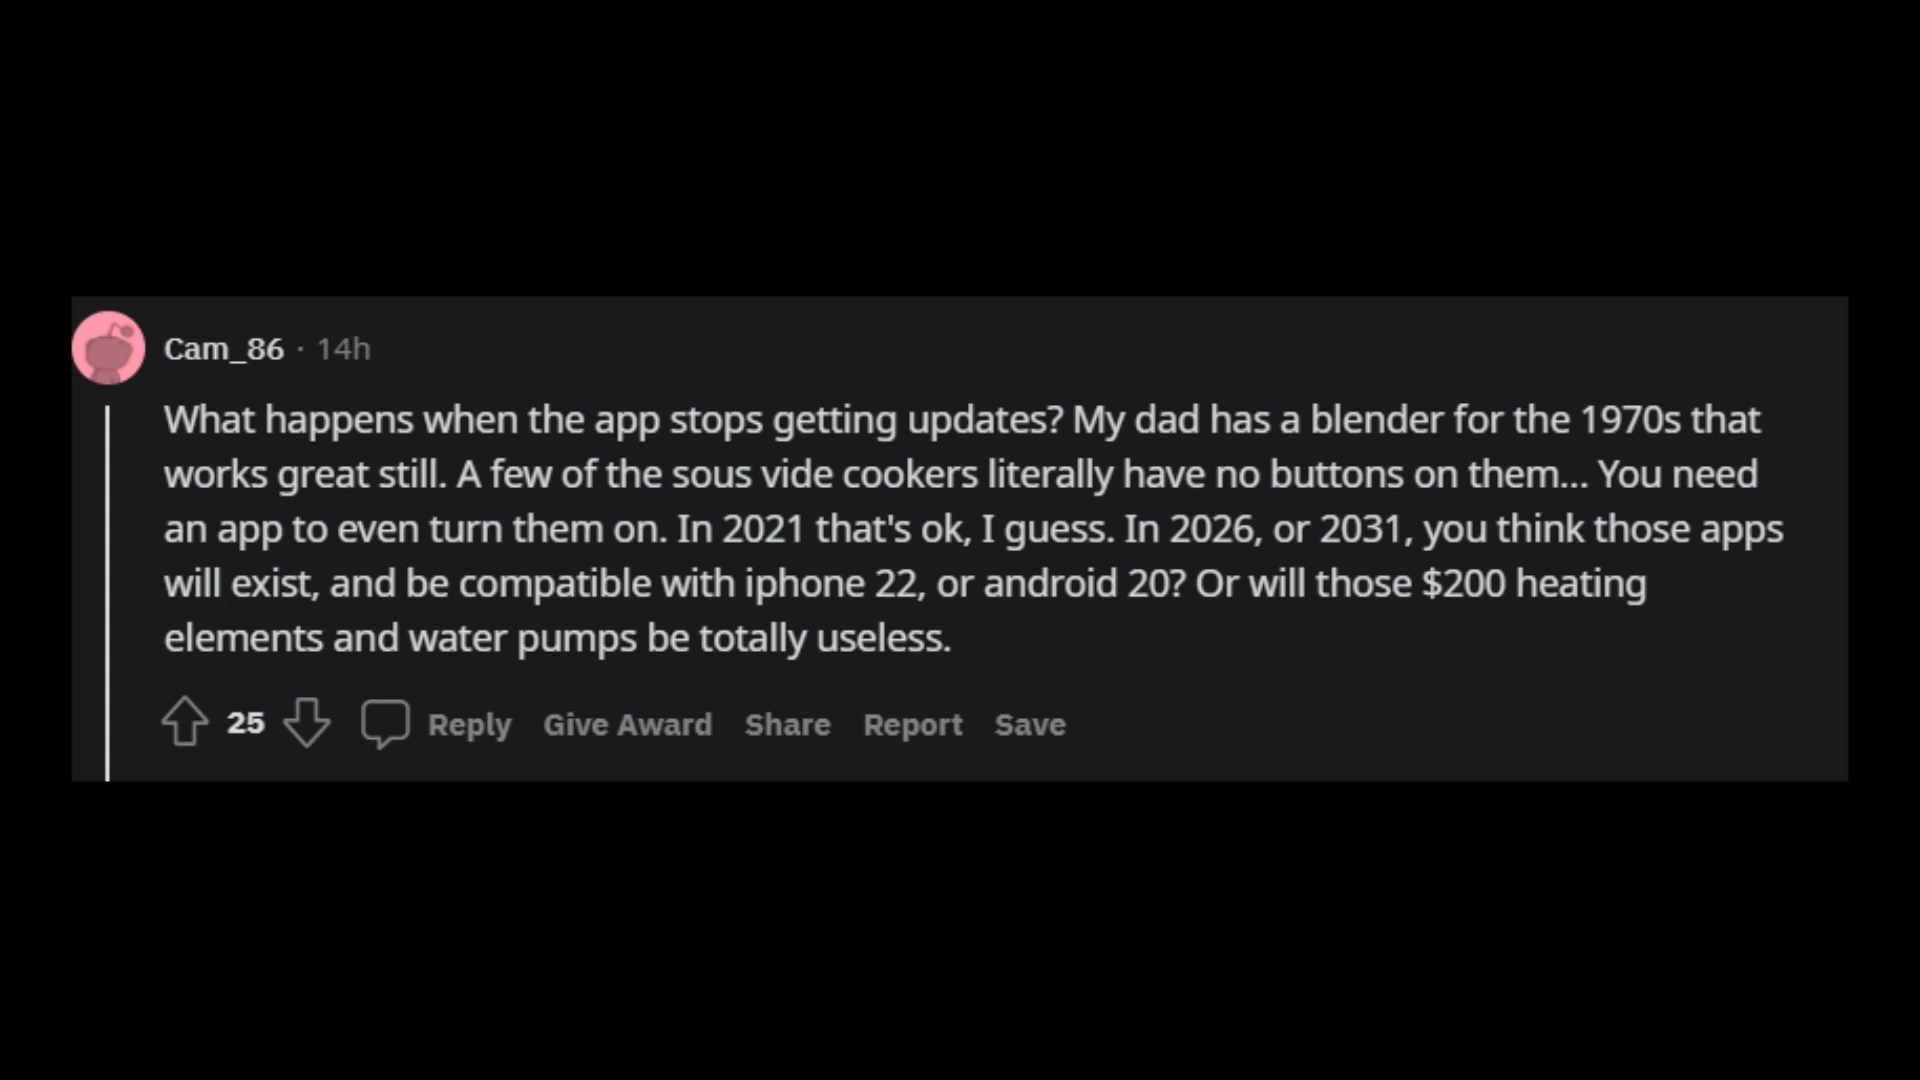 Cam_86 · 14h
What happens when the app stops getting updates? My dad has a blender for the 1970s that
works great still. A few of the sous vide cookers literally have no buttons on them... You need
an app to even turn them on. In 2021 that's ok, I guess. In 2026, or 2031, you think those apps
will exist, and be compatible with iphone 22, or android 20? Or will those $200 heating
elements and water pumps be totally useless.
25 Reply Give Award Share Report Save